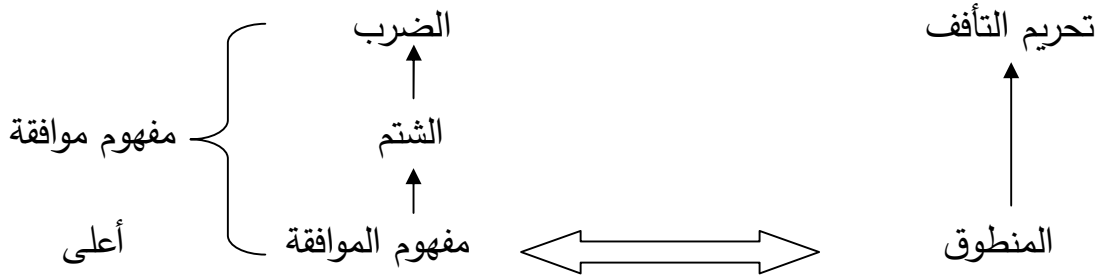 تحريم التأفف الضرب
الشتم مفهوم موافقة
المنطوق مفهوم الموافقة أعلى